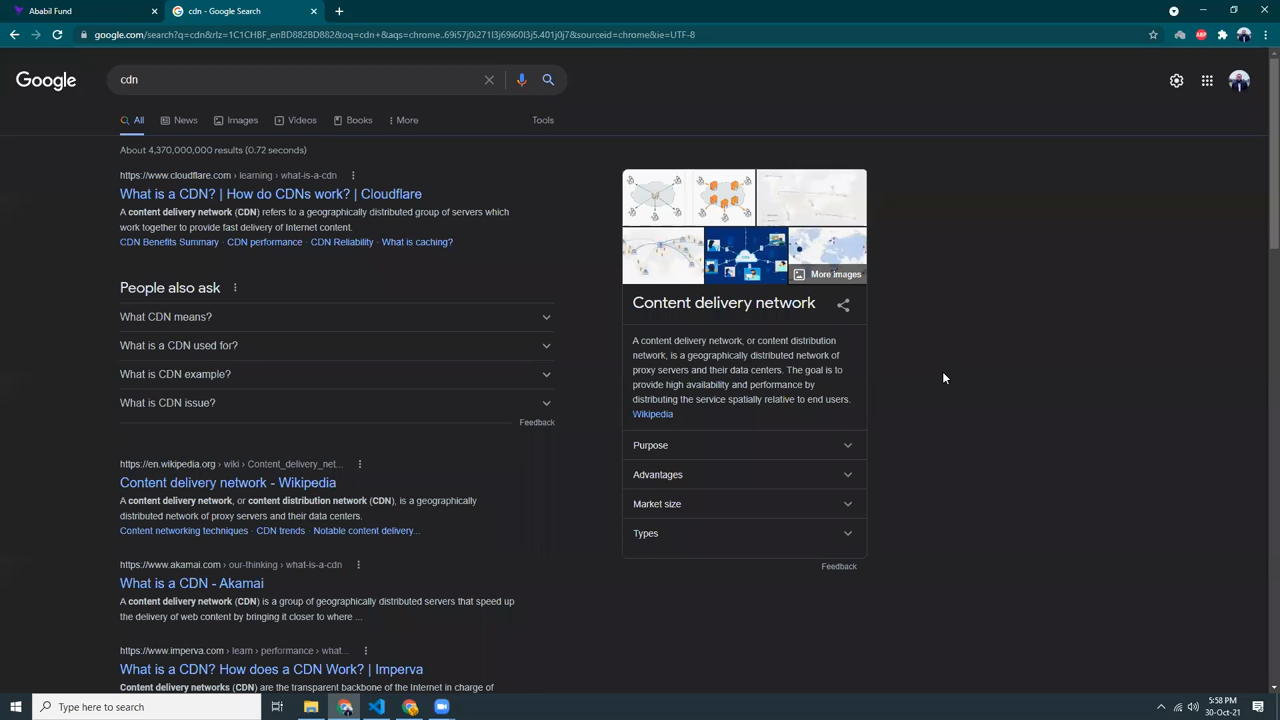 Ababil Fund
cdn - Google Search
google.com/search?q=cdn&rlz=1C1CHBF_enBD882BD882&oq=cdn+&aqs=chrome..69i57j0i271l3j69i60l3j5.401j0j7&sourceid=chrome&ie=UTF-8
Google
cdn
All
News
Images
Videos
Books
More
Tools
About 4,370,000,000 results (0.72 seconds)
https://www.cloudflare.com › learning › what-is-a-cdn
What is a CDN? | How do CDNs work? | Cloudflare
A content delivery network (CDN) refers to a geographically distributed group of servers which
work together to provide fast delivery of Internet content.
CDN Benefits Summary · CDN performance · CDN Reliability · What is caching?
People also ask
What CDN means?
What is a CDN used for?
What is CDN example?
What is CDN issue?
Feedback
https://en.wikipedia.org › wiki › Content_delivery_net...
Content delivery network - Wikipedia
A content delivery network, or content distribution network (CDN), is a geographically
distributed network of proxy servers and their data centers.
Content networking techniques · CDN trends · Notable content delivery...
https://www.akamai.com › our-thinking › what-is-a-cdn
What is a CDN - Akamai
A content delivery network (CDN) is a group of geographically distributed servers that speed up
the delivery of web content by bringing it closer to where ...
https://www.imperva.com › learn › performance › what...
What is a CDN? How does a CDN Work? | Imperva
Content delivery networks (CDN) are the transparent backbone of the Internet in charge of
More images
Content delivery network
A content delivery network, or content distribution
network, is a geographically distributed network of
proxy servers and their data centers. The goal is to
provide high availability and performance by
distributing the service spatially relative to end users.
Wikipedia
Purpose
Advantages
Market size
Types
Feedback
Type here to search
5:58 PM
30-Oct-21